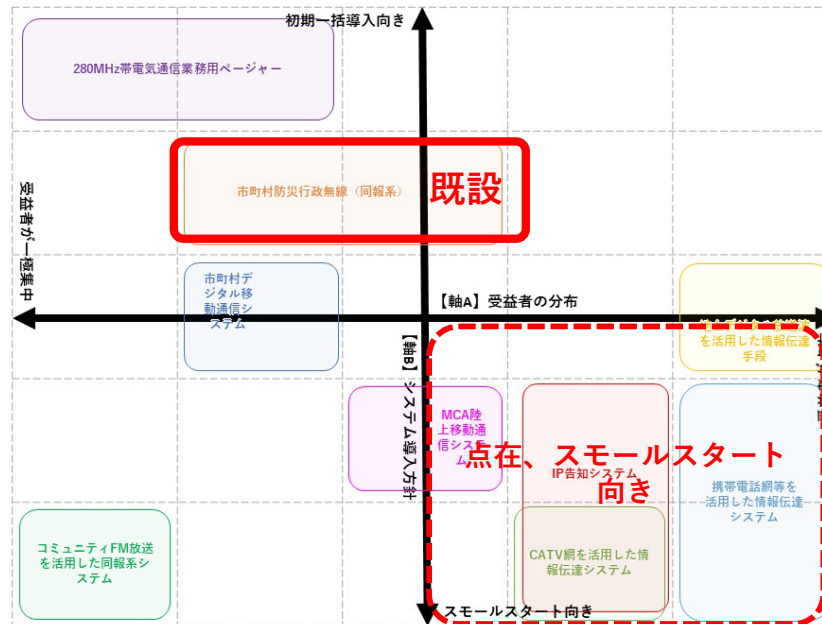 初期一括導入向き
280MHz帯電気通信業務用ページャー
市町村防災行政無線（同報系）
既設
受益者が一極集中
市町村デ
ジタル移
動通信シ
ステム
【軸A】受益者の分布
を活用した情報伝達
手段
【軸B】システム導入方針
MCA陸
上移動通
信システ
ム
点在、スモールスタート
向き
IP告知システム
携帯電話網等を
活用した情報伝達
システム
コミュニティFM放送
を活用した同報系シ
ステム
CATV網を活用した情
報伝達システム
スモールスタート向き